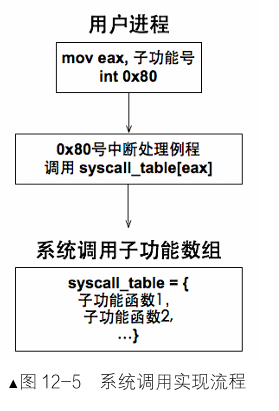 用户进程
mov eax, 子功能号
int 0x80
0x80号中断处理例程
调用 syscall_table[eax]
系统调用子功能数组
syscall_table = {
子功能函数1,
子功能函数2,
...}
▲图 12-5 系统调用实现流程